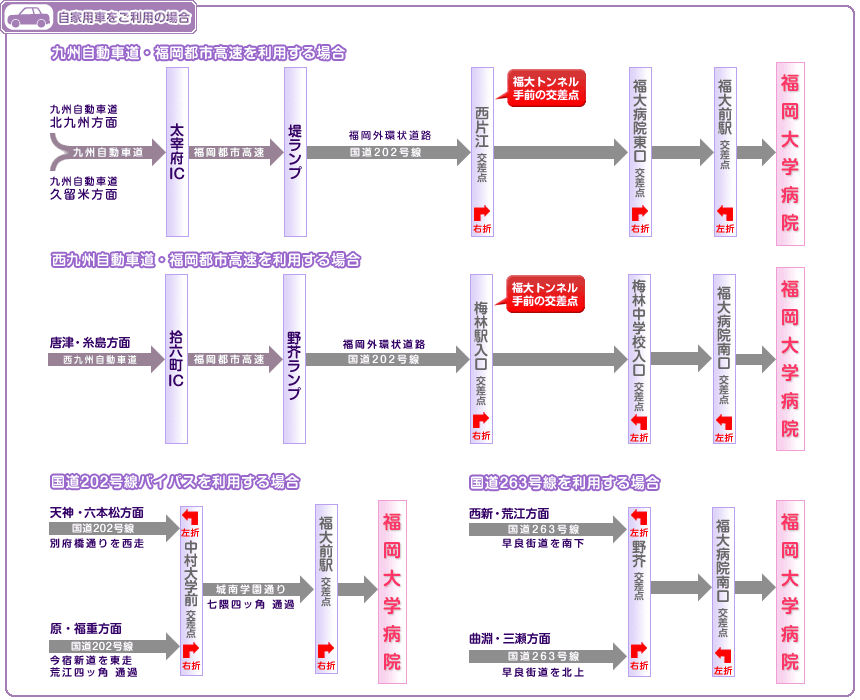 自家用車をご利用の場合
九州自動車道・福岡都市高速を利用する場合
九州自動車道
北九州方面
九州自動車道
九州自動車道
久留米方面
太宰府IC
福岡都市高速
堤ランプ
福岡外環状道路
国道202号線
西片江 交差点
右折
福大トンネル
手前の交差点
福大病院東口 交差点
右折
福大前駅 交差点
左折
福岡大学病院
西九州自動車道・福岡都市高速を利用する場合
唐津・糸島方面
西九州自動車道
拾六町IC
福岡都市高速
野芥ランプ
福岡外環状道路
国道202号線
梅林駅入口 交差点
右折
福大トンネル
手前の交差点
梅林中学校入口 交差点
左折
福大病院南口 交差点
左折
福岡大学病院
国道202号線バイパスを利用する場合
天神・六本松方面
国道202号線
別府橋通りを西走
原・福重方面
国道202号線
今宿新道を東走
荒江四ッ角 通過
左折
中村大学前 交差点
右折
城南学園通り
七隈四ッ角 通過
福大前駅 交差点
右折
福岡大学病院
国道263号線を利用する場合
西新・荒江方面
国道263号線
早良街道を南下
曲淵・三瀬方面
国道263号線
早良街道を北上
左折
野芥 交差点
右折
福大病院南口 交差点
左折
福岡大学病院